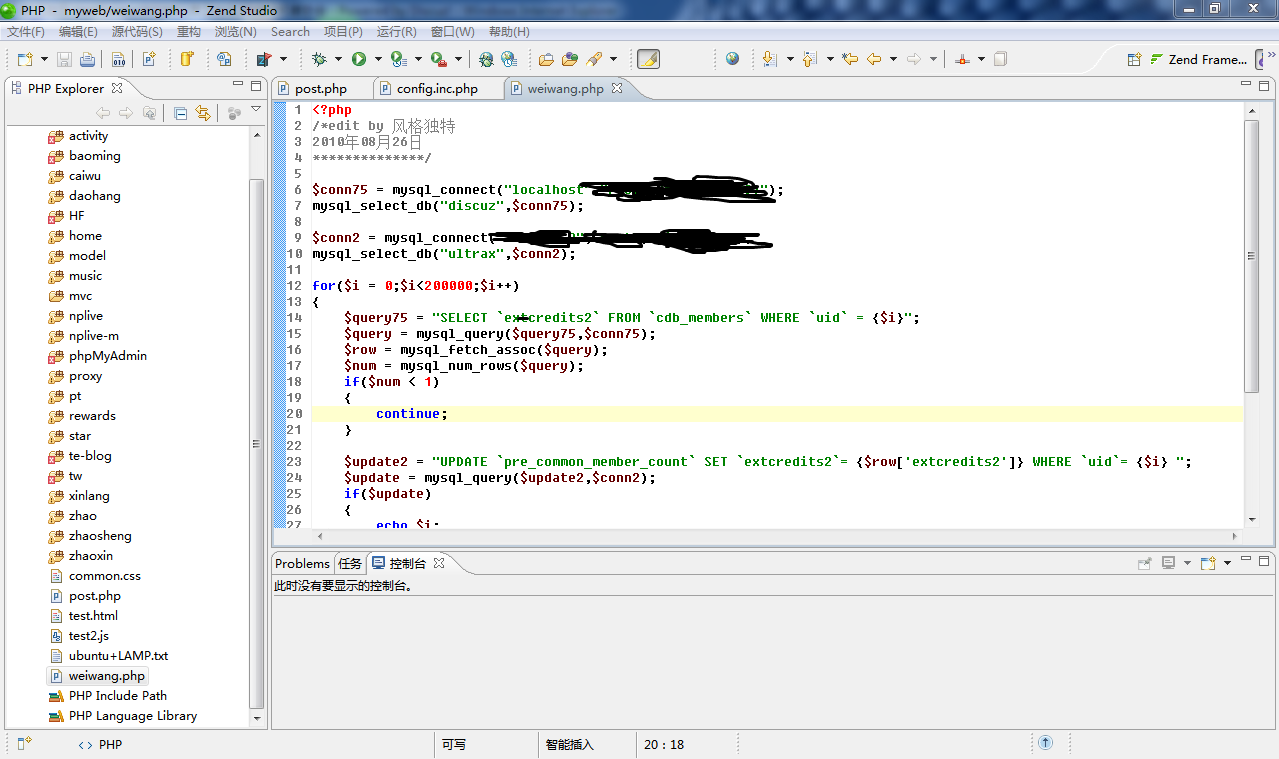 PHP - myweb/weiwang.php - Zend Studio
文件(F) 编辑(E) 源代码(S) 重构 浏览(N) Search 项目(P) 运行(R) 窗口(W) 帮助(H)
Zend Frame...
PHP Explorer
post.php config.inc.php weiwang.php
activity
baoming
caiwu
daohang
HF
home
model
music
mvc
nplive
nplive-m
phpMyAdmin
proxy
pt
rewards
star
te-blog
tw
xinlang
zhao
zhaosheng
zhaoxin
common.css
post.php
test.html
test2.js
ubuntu+LAMP.txt
weiwang.php
PHP Include Path
PHP Language Library
1 <?php
2 /*edit by 风格独特
3 2010年08月26日
4 **************/
5
6 $conn75 = mysql_connect("localhost ");
7 mysql_select_db("discuz",$conn75);
8
9 $conn2 = mysql_connect(
10 mysql_select_db("ultrax",$conn2);
11
12 for($i = 0;$i<200000;$i++)
13 {
14 $query75 = "SELECT `extcredits2` FROM `cdb_members` WHERE `uid` = {$i}";
15 $query = mysql_query($query75,$conn75);
16 $row = mysql_fetch_assoc($query);
17 $num = mysql_num_rows($query);
18 if($num < 1)
19 {
20 continue;
21 }
22
23 $update2 = "UPDATE `pre_common_member_count` SET `extcredits2`= {$row['extcredits2']} WHERE `uid`= {$i} ";
24 $update = mysql_query($update2,$conn2);
25 if($update)
26 {
27 echo $i;
Problems 任务 控制台
此时没有要显示的控制台。
PHP 可写 智能插入 20 : 18